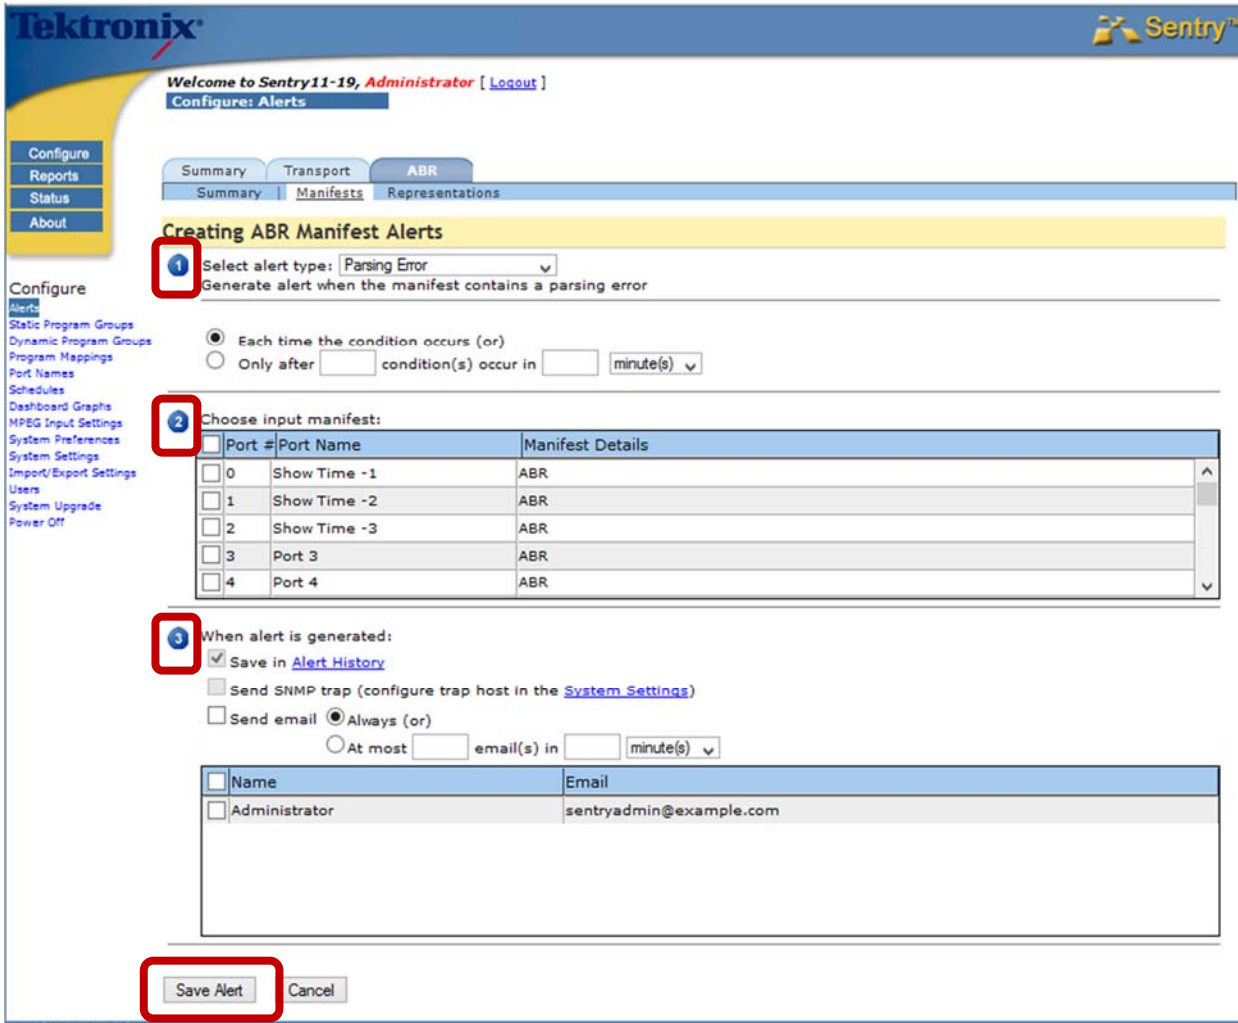 Tektronix
Sentry™
Welcome to Sentry11-19, Administrator [ Logout ]
Configure: Alerts
Configure
Reports
Status
About
Summary Transport ABR
Summary | Manifests Representations
Creating ABR Manifest Alerts
1 Select alert type: Parsing Error
Generate alert when the manifest contains a parsing error
Each time the condition occurs (or)
Only after condition(s) occur in minute(s)
Configure
Alerts
Static Program Groups
Dynamic Program Groups
Program Mappings
Port Names
Schedules
Dashboard Graphs
MPEG Input Settings
System Preferences
System Settings
Import/Export Settings
Users
System Upgrade
Power Off
2 Choose input manifest:
Port # Port Name Manifest Details
0 Show Time -1 ABR
1 Show Time -2 ABR
2 Show Time -3 ABR
3 Port 3 ABR
4 Port 4 ABR
3 When alert is generated:
Save in Alert History
Send SNMP trap (configure trap host in the System Settings)
Send email Always (or)
At most email(s) in minute(s)
Name Email
Administrator sentryadmin@example.com
Save Alert Cancel